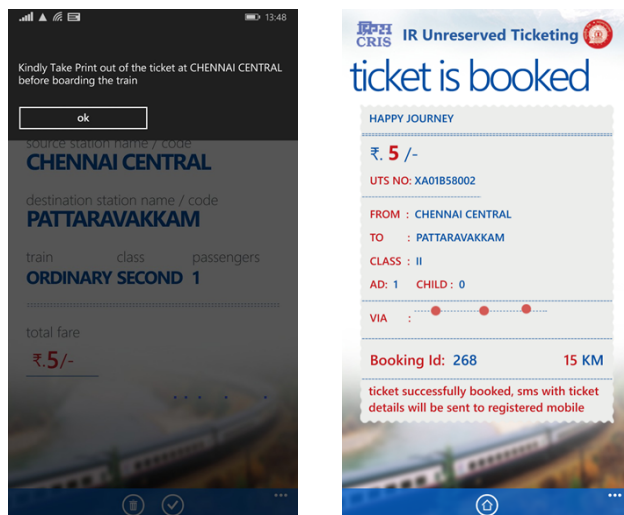 13:48
Kindly Take Print out of the ticket at CHENNAI CENTRAL
before boarding the train
ok
source station name / code
CHENNAI CENTRAL
destination station name / code
PATTARAVAKKAM
train class passengers
ORDINARY SECOND 1
total fare
₹.5/-
क्रिस
CRIS
IR Unreserved Ticketing
ticket is booked
HAPPY JOURNEY
₹. 5 /-
UTS NO: XA01B58002
FROM : CHENNAI CENTRAL
TO : PATTARAVAKKAM
CLASS : II
AD: 1 CHILD : 0
VIA :
Booking Id: 268 15 KM
ticket successfully booked, sms with ticket
details will be sent to registered mobile